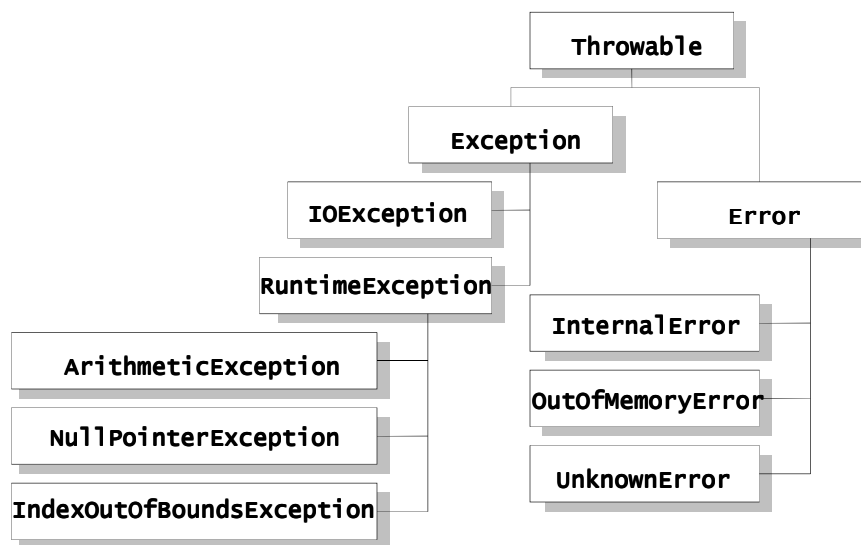 Throwable
Exception
IOException
Error
RuntimeException
InternalError
ArithmeticException
OutOfMemoryError
NullPointerException
UnknownError
IndexOutOfBoundsException